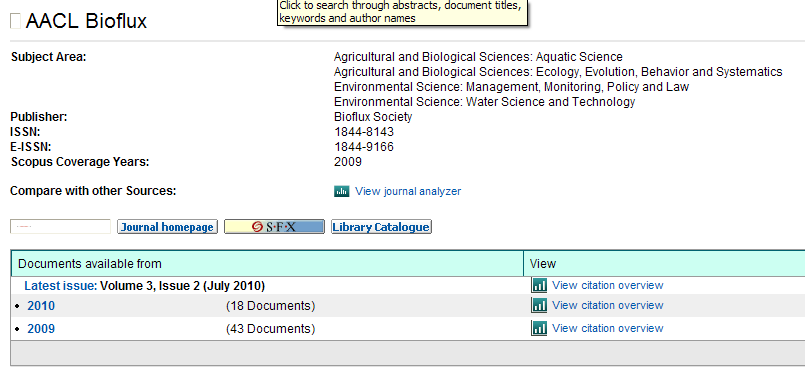 Click to search through abstracts, document titles,
keywords and author names
AACL Bioflux
Subject Area: Agricultural and Biological Sciences: Aquatic Science
Agricultural and Biological Sciences: Ecology, Evolution, Behavior and Systematics
Environmental Science: Management, Monitoring, Policy and Law
Environmental Science: Water Science and Technology
Publisher: Bioflux Society
ISSN: 1844-8143
E-ISSN: 1844-9166
Scopus Coverage Years: 2009
Compare with other Sources: View journal analyzer
Journal homepage S·F·X Library Catalogue
Documents available from View
Latest issue: Volume 3, Issue 2 (July 2010) View citation overview
• 2010 (18 Documents) View citation overview
• 2009 (43 Documents) View citation overview